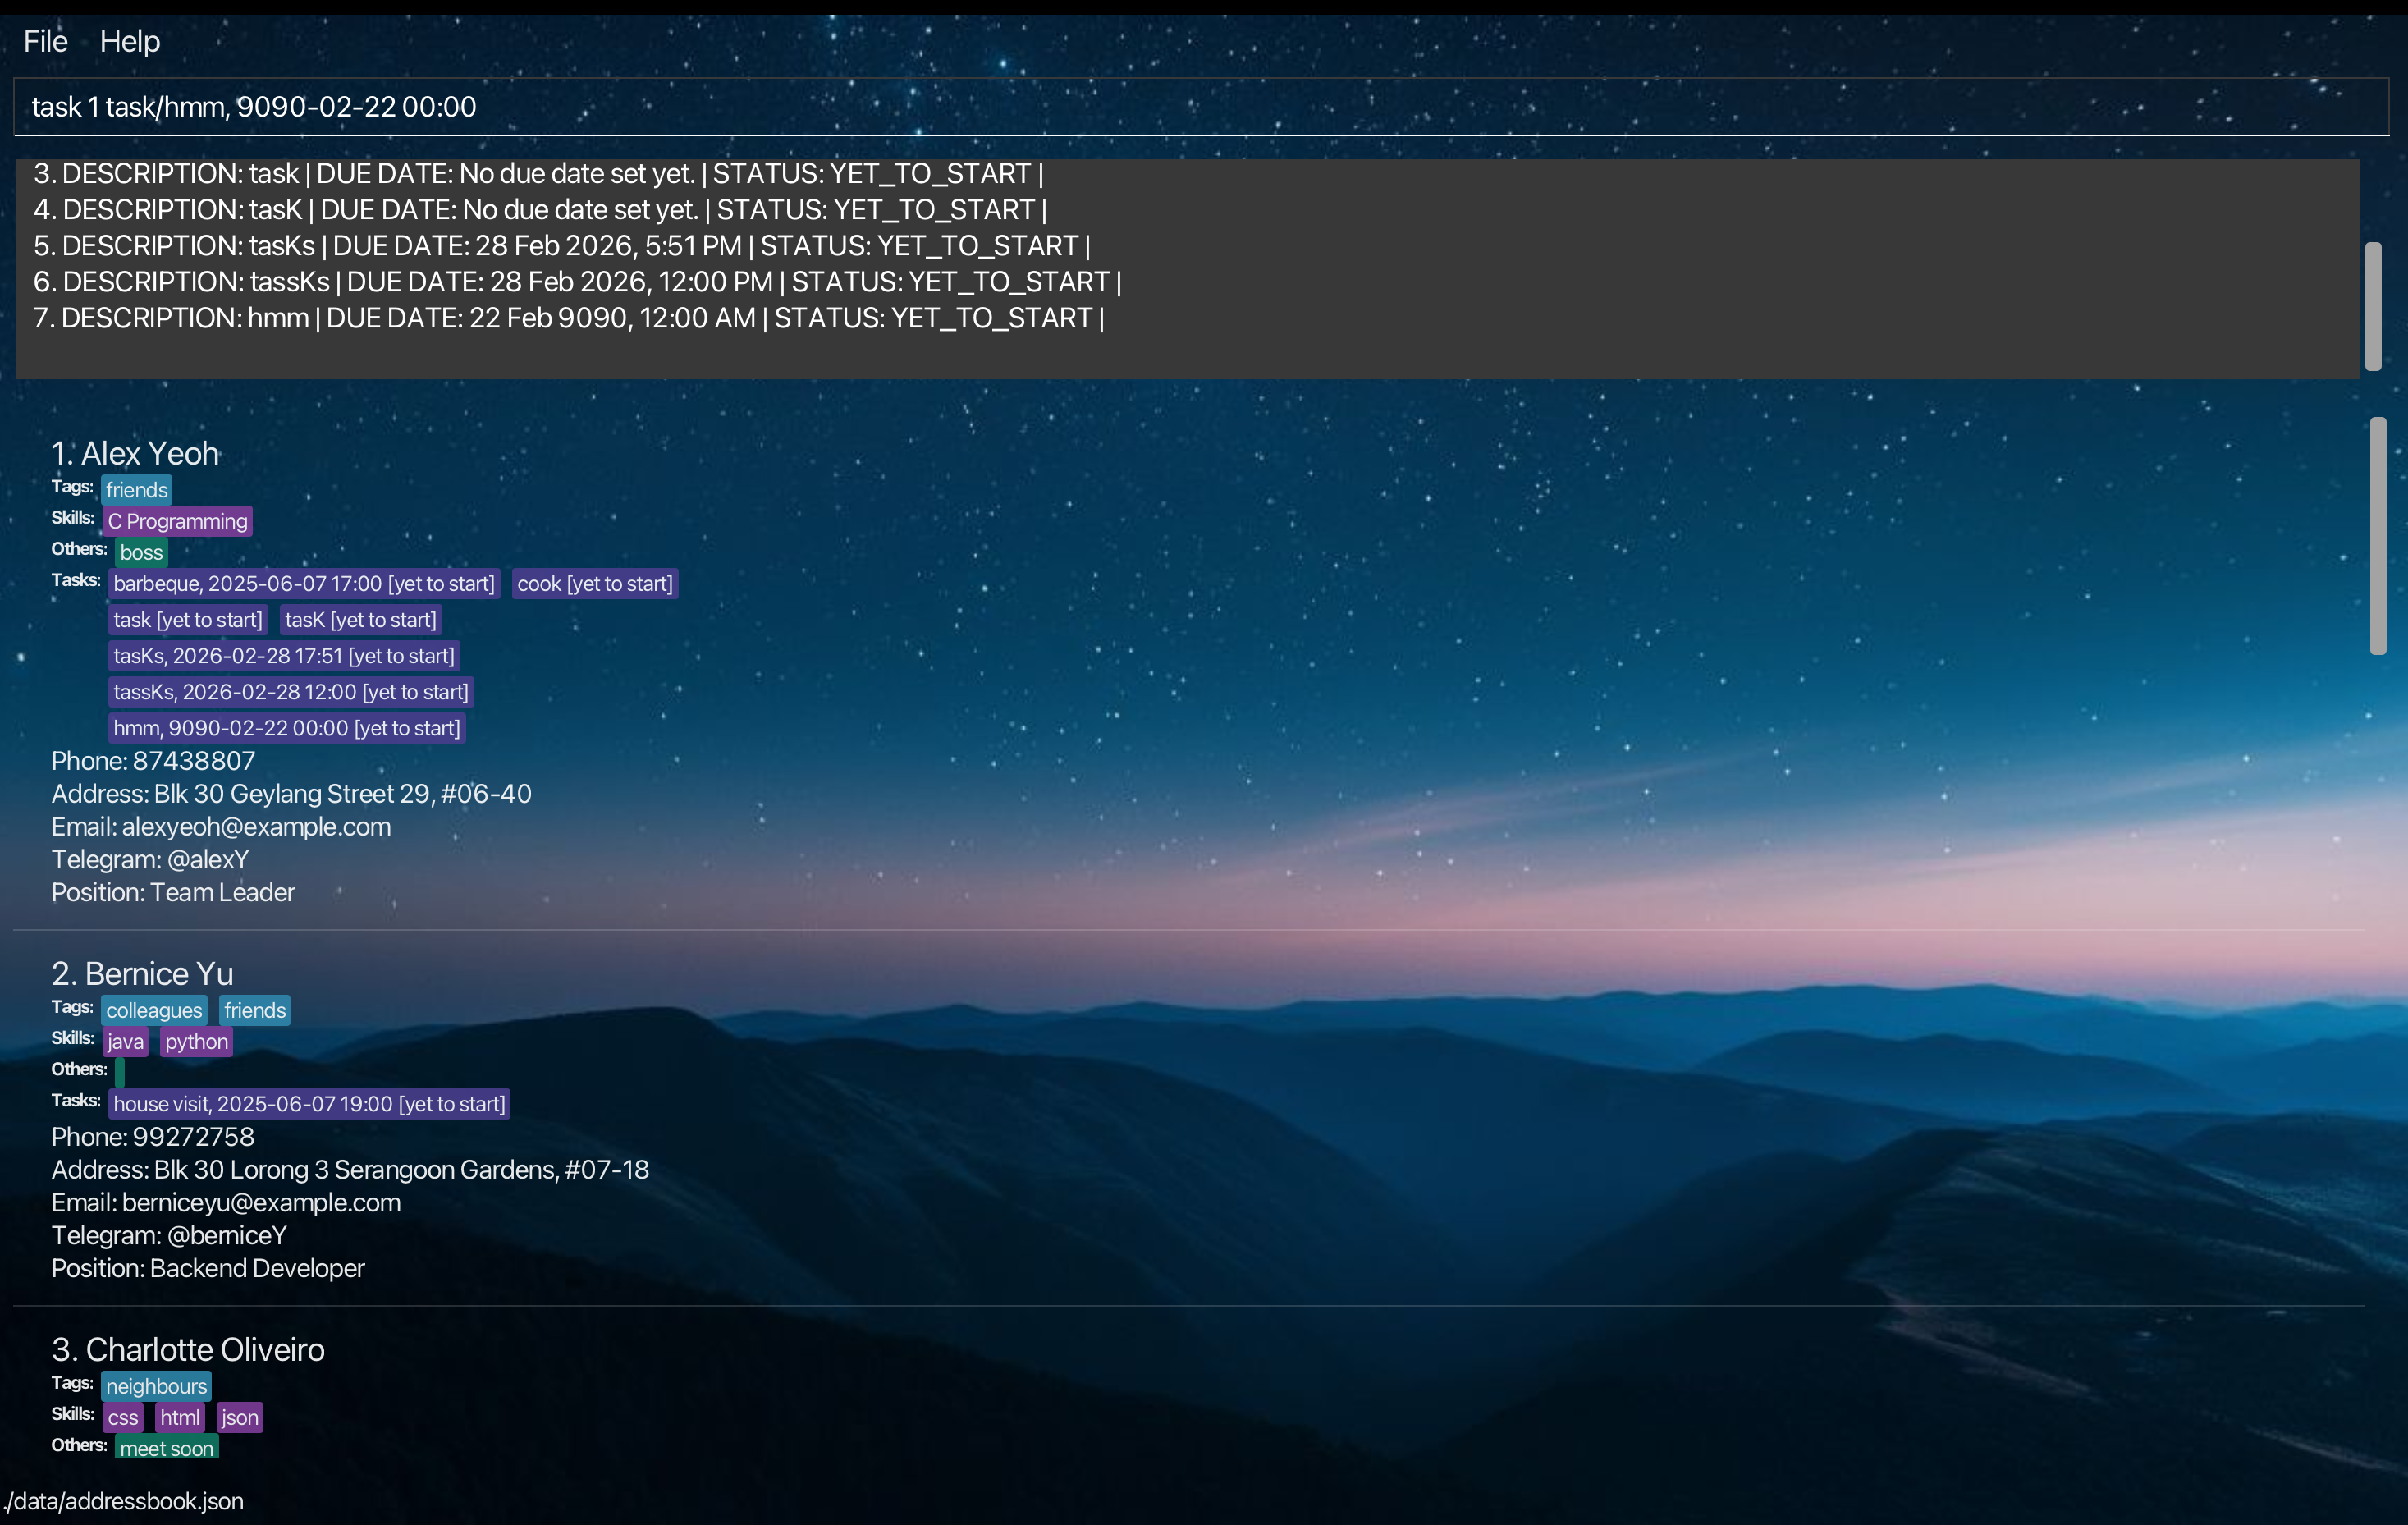 File Help
task 1 task/hmm, 9090-02-22 00:00
3. DESCRIPTION: task | DUE DATE: No due date set yet. | STATUS: YET_TO_START |
4. DESCRIPTION: tasK | DUE DATE: No due date set yet. | STATUS: YET_TO_START |
5. DESCRIPTION: tasKs | DUE DATE: 28 Feb 2026, 5:51 PM | STATUS: YET_TO_START |
6. DESCRIPTION: tassKs | DUE DATE: 28 Feb 2026, 12:00 PM | STATUS: YET_TO_START |
7. DESCRIPTION: hmm | DUE DATE: 22 Feb 9090, 12:00 AM | STATUS: YET_TO_START |
1. Alex Yeoh
Tags: friends
Skills: C Programming
Others: boss
Tasks: barbeque, 2025-06-07 17:00 [yet to start] cook [yet to start]
task [yet to start] tasK [yet to start]
tasKs, 2026-02-28 17:51 [yet to start]
tassKs, 2026-02-28 12:00 [yet to start]
hmm, 9090-02-22 00:00 [yet to start]
Phone: 87438807
Address: Blk 30 Geylang Street 29, #06-40
Email: alexyeoh@example.com
Telegram: @alexY
Position: Team Leader
2. Bernice Yu
Tags: colleagues friends
Skills: java python
Others:
Tasks: house visit, 2025-06-07 19:00 [yet to start]
Phone: 99272758
Address: Blk 30 Lorong 3 Serangoon Gardens, #07-18
Email: berniceyu@example.com
Telegram: @berniceY
Position: Backend Developer
3. Charlotte Oliveiro
Tags: neighbours
Skills: css html json
Others: meet soon
./data/addressbook.json